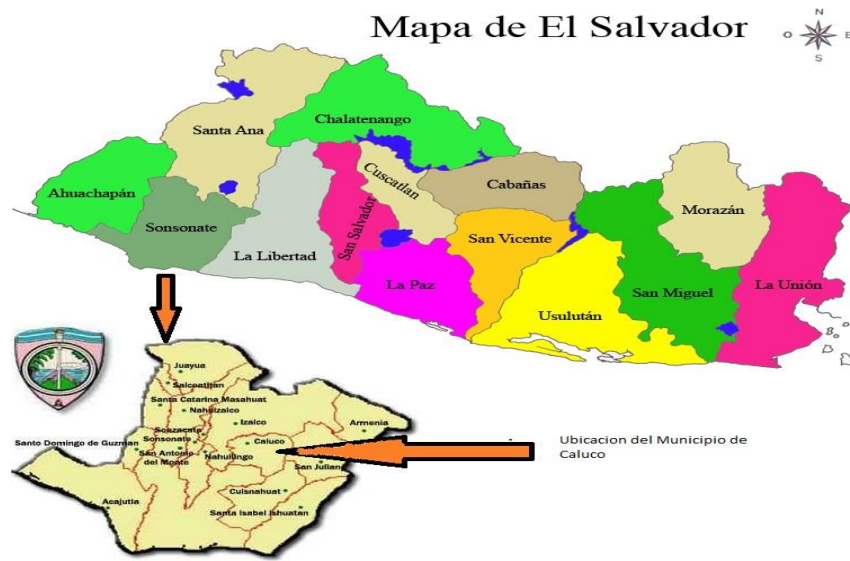 Mapa de El Salvador
N
O
E
S
Chalatenango
Santa Ana
Cuscatlan
Cabañas
Ahuachapán
Morazán
Sonsonate
San Salvador
San Vicente
La Libertad
La Paz
San Miguel
La Unión
Usulután
Juayua
Salcoatitan
Santa Catarina Masahuat
Nahuizalco
Izalco
Armenia
Sonzacate
Sonsonate
Caluco
Santo Domingo de Guzman
San Antonio
del Monte
Nahulingo
San Julian
Cuisnahuat
Acajutla
Santa Isabel Ishuatan
Ubicacion del Municipio de
Caluco